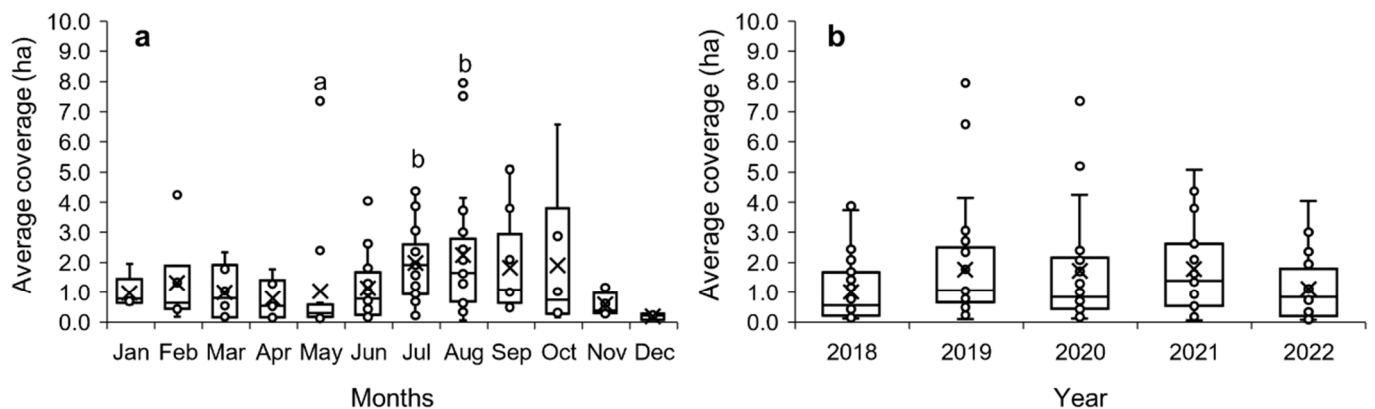 a
Average coverage (ha)
10.0
9.0
8.0
7.0
6.0
5.0
4.0
3.0
2.0
1.0
0.0
a
b
b
Jan Feb Mar Apr May Jun Jul Aug Sep Oct Nov Dec
Months
b
Average coverage (ha)
10.0
9.0
8.0
7.0
6.0
5.0
4.0
3.0
2.0
1.0
0.0
2018 2019 2020 2021 2022
Year